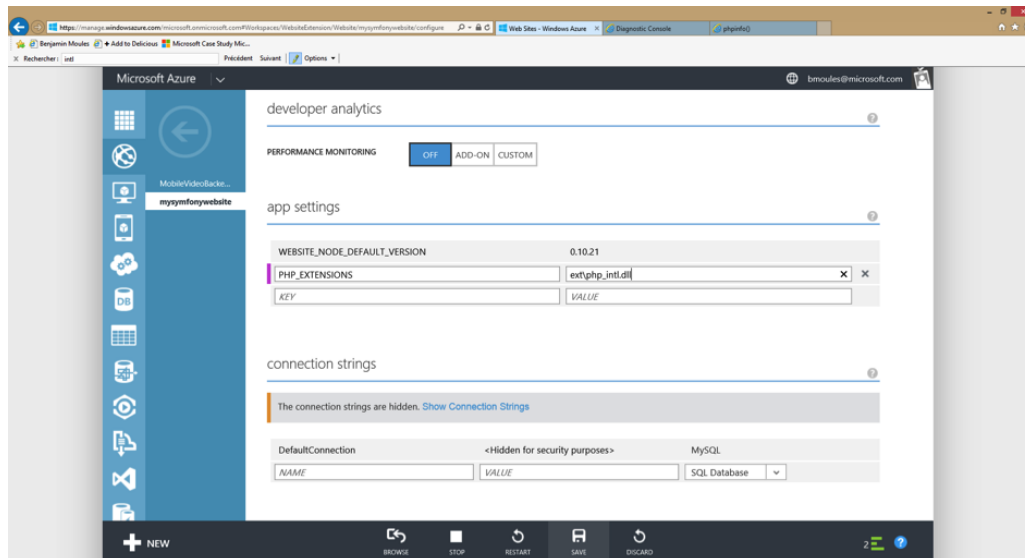 https://manage.windowsazure.com/microsoft.onmicrosoft.com#Workspaces/WebsiteExtension/Website/mysymfonywebsite/configure
Web Sites - Windows Azure
Diagnostic Console
phpinfo()
Benjamin Moules
Add to Delicious
Microsoft Case Study Mic...
Rechercher: intl
Précédent Suivant Options
Microsoft Azure
bmoules@microsoft.com
developer analytics
PERFORMANCE MONITORING
OFF ADD-ON CUSTOM
MobileVideoBacke...
mysymfonywebsite
app settings
WEBSITE_NODE_DEFAULT_VERSION 0.10.21
PHP_EXTENSIONS ext\php_intl.dll
KEY VALUE
DB
connection strings
The connection strings are hidden. Show Connection Strings
DefaultConnection <Hidden for security purposes> MySQL
NAME VALUE SQL Database
NEW
BROWSE STOP RESTART SAVE DISCARD
2